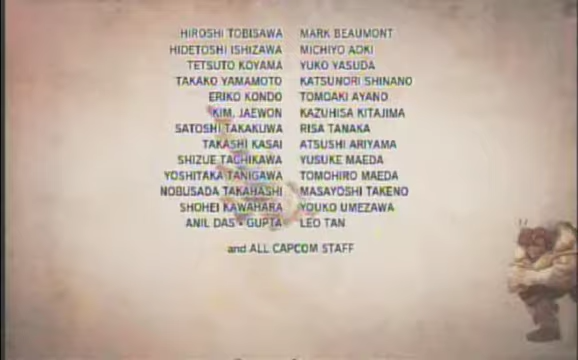 HIROSHI TOBISAWA MARK BEAUMONT
HIDETOSHI ISHIZAWA MICHIYO AOKI
TETSUTO KOYAMA YUKO YASUDA
TAKAKO YAMAMOTO KATSUNORI SHINANO
ERIKO KONDO TOMOAKI AYANO
KIM, JAEWON KAZUHISA KITAJIMA
SATOSHI TAKAKUWA RISA TANAKA
TAKASHI KASAI ATSUSHI ARIYAMA
SHIZUE TACHIKAWA YUSUKE MAEDA
YOSHITAKA TANIGAWA TOMOHIRO MAEDA
NOBUSADA TAKAHASHI MASAYOSHI TAKENO
SHOHEI KAWAHARA YOUKO UMEZAWA
ANIL DAS・GUPTA LEO TAN
and ALL CAPCOM STAFF